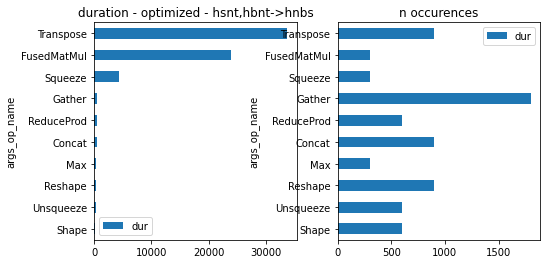 duration - optimized - hsnt,hbnt->hnbs
args_op_name
Transpose
FusedMatMul
Squeeze
Gather
ReduceProd
Concat
Max
Reshape
Unsqueeze
Shape
dur
0 10000 20000 30000
n occurences
args_op_name
Transpose
FusedMatMul
Squeeze
Gather
ReduceProd
Concat
Max
Reshape
Unsqueeze
Shape
dur
0 500 1000 1500